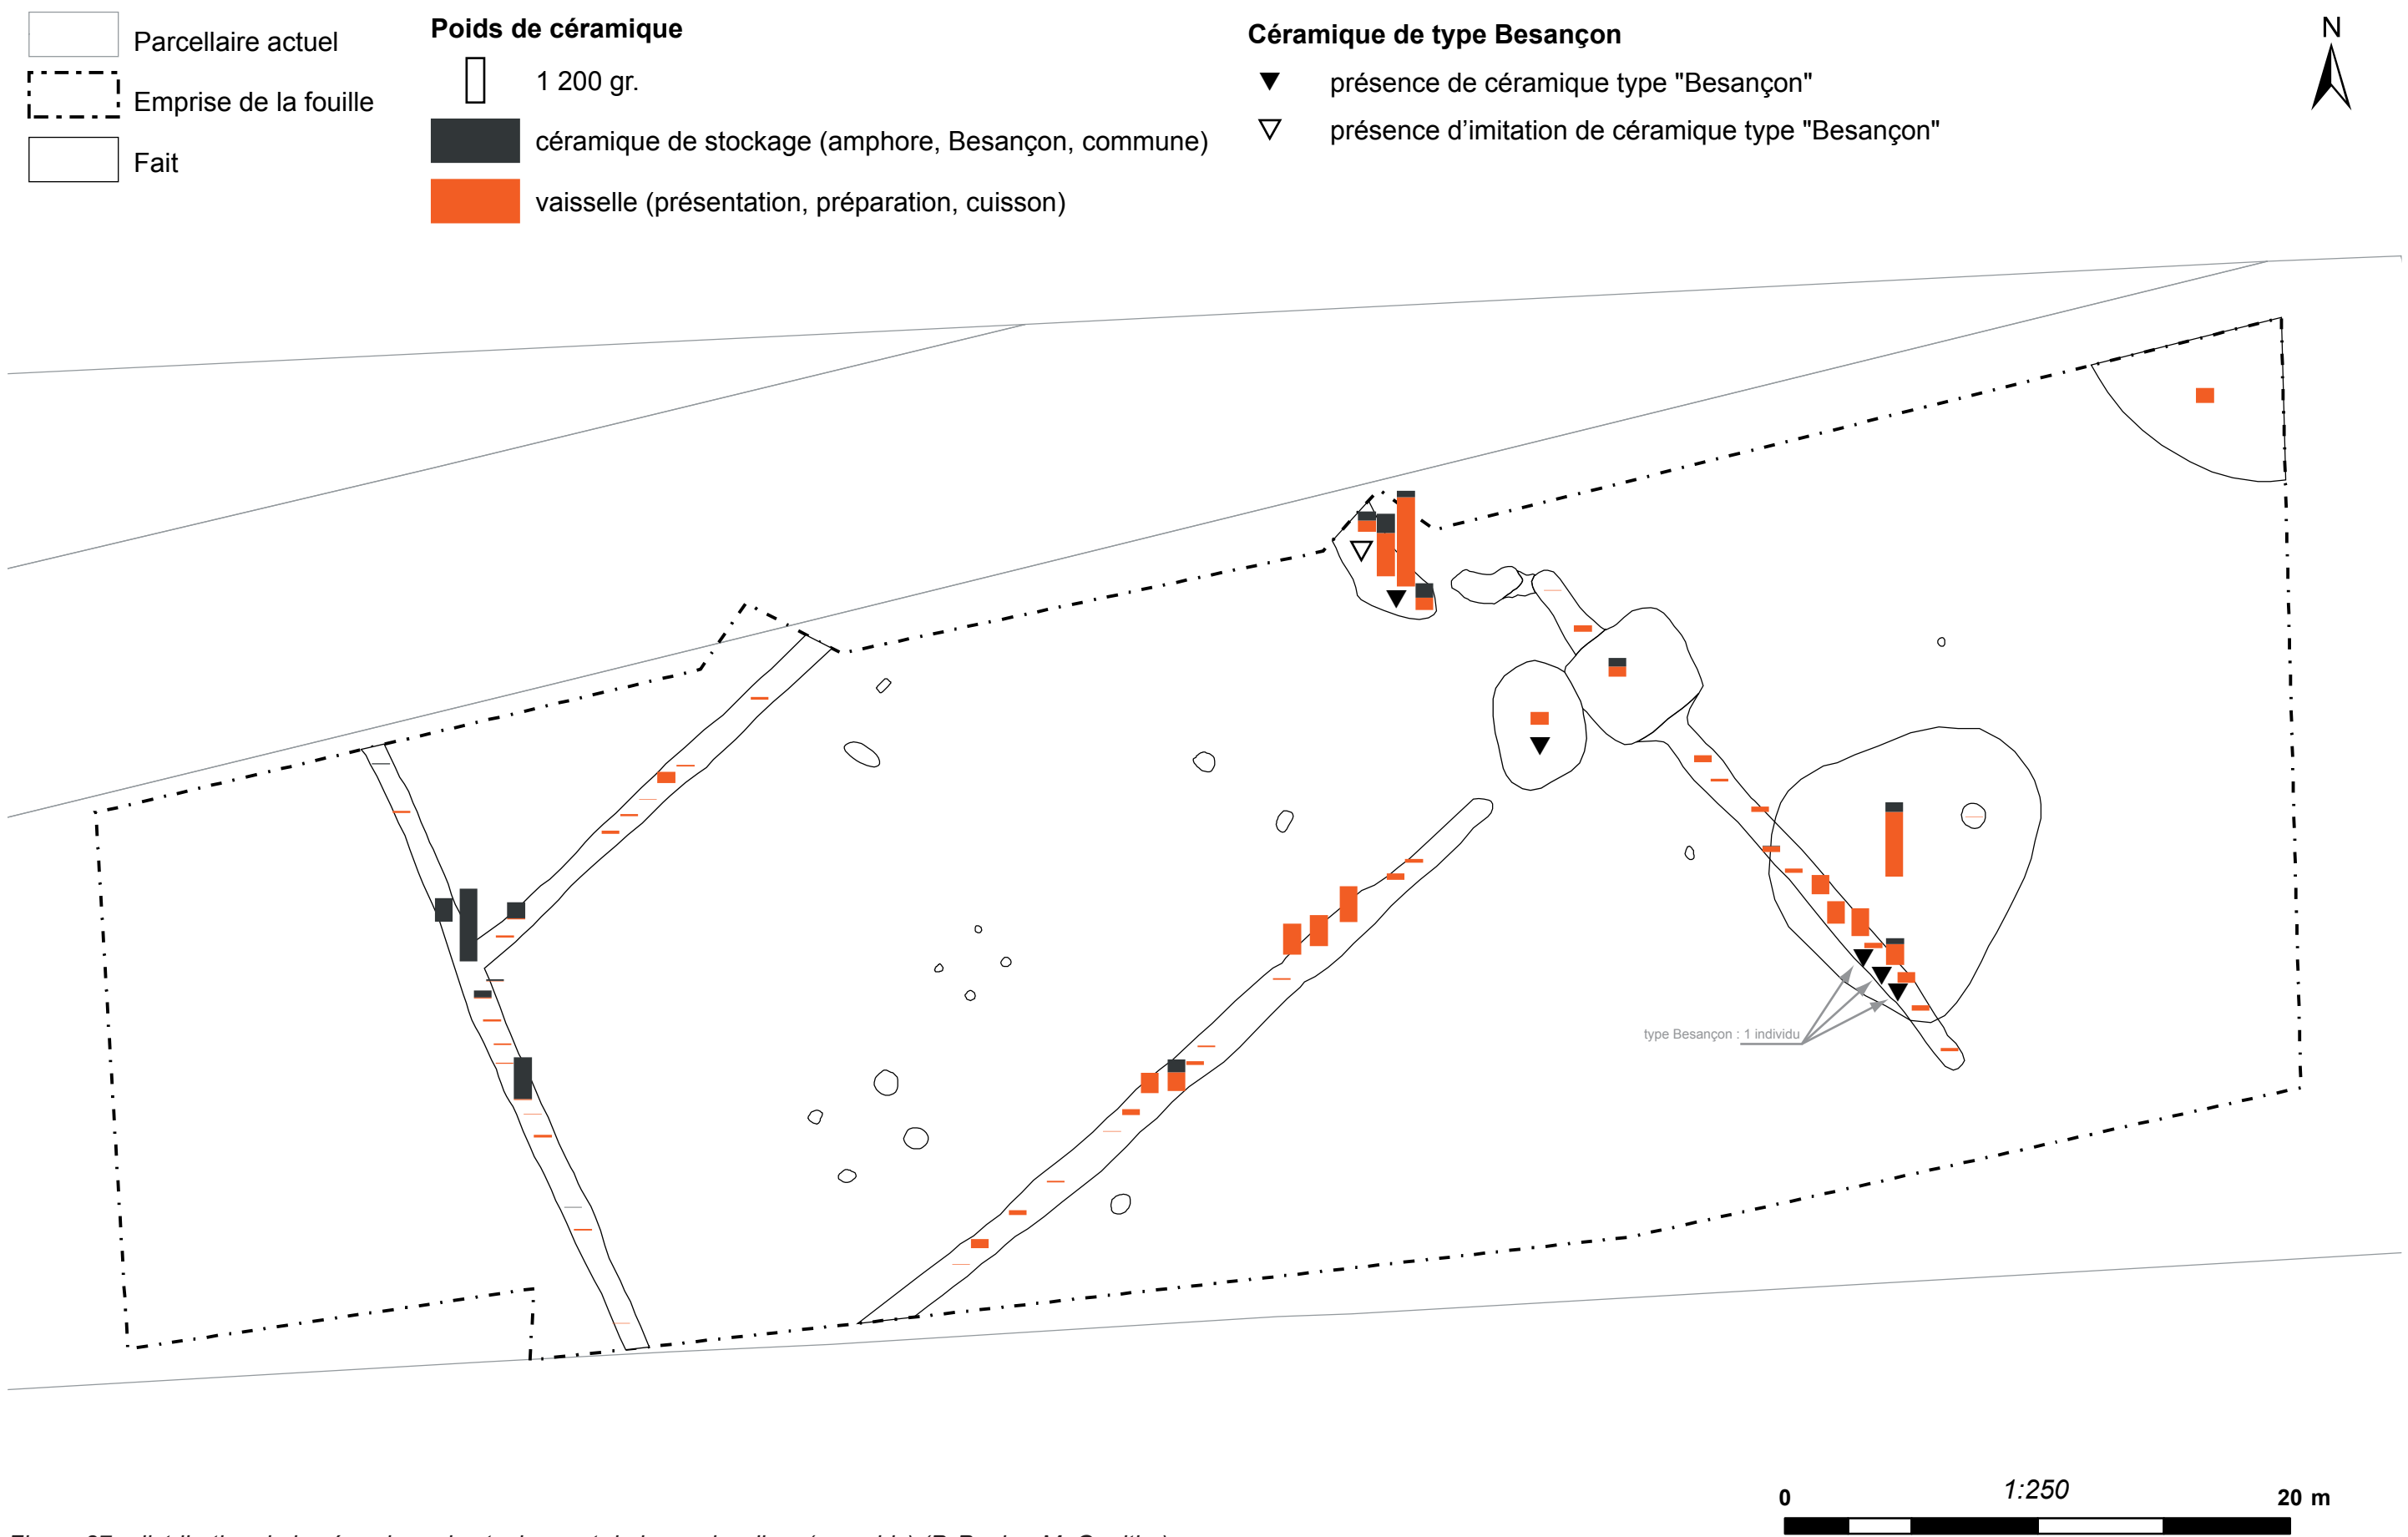 Parcellaire actuel
Emprise de la fouille
Fait
Poids de céramique
1 200 gr.
céramique de stockage (amphore, Besançon, commune)
vaisselle (présentation, préparation, cuisson)
Céramique de type Besançon
présence de céramique type "Besançon"
présence d’imitation de céramique type "Besançon"
N
type Besançon : 1 individu
1:250
0 20 m